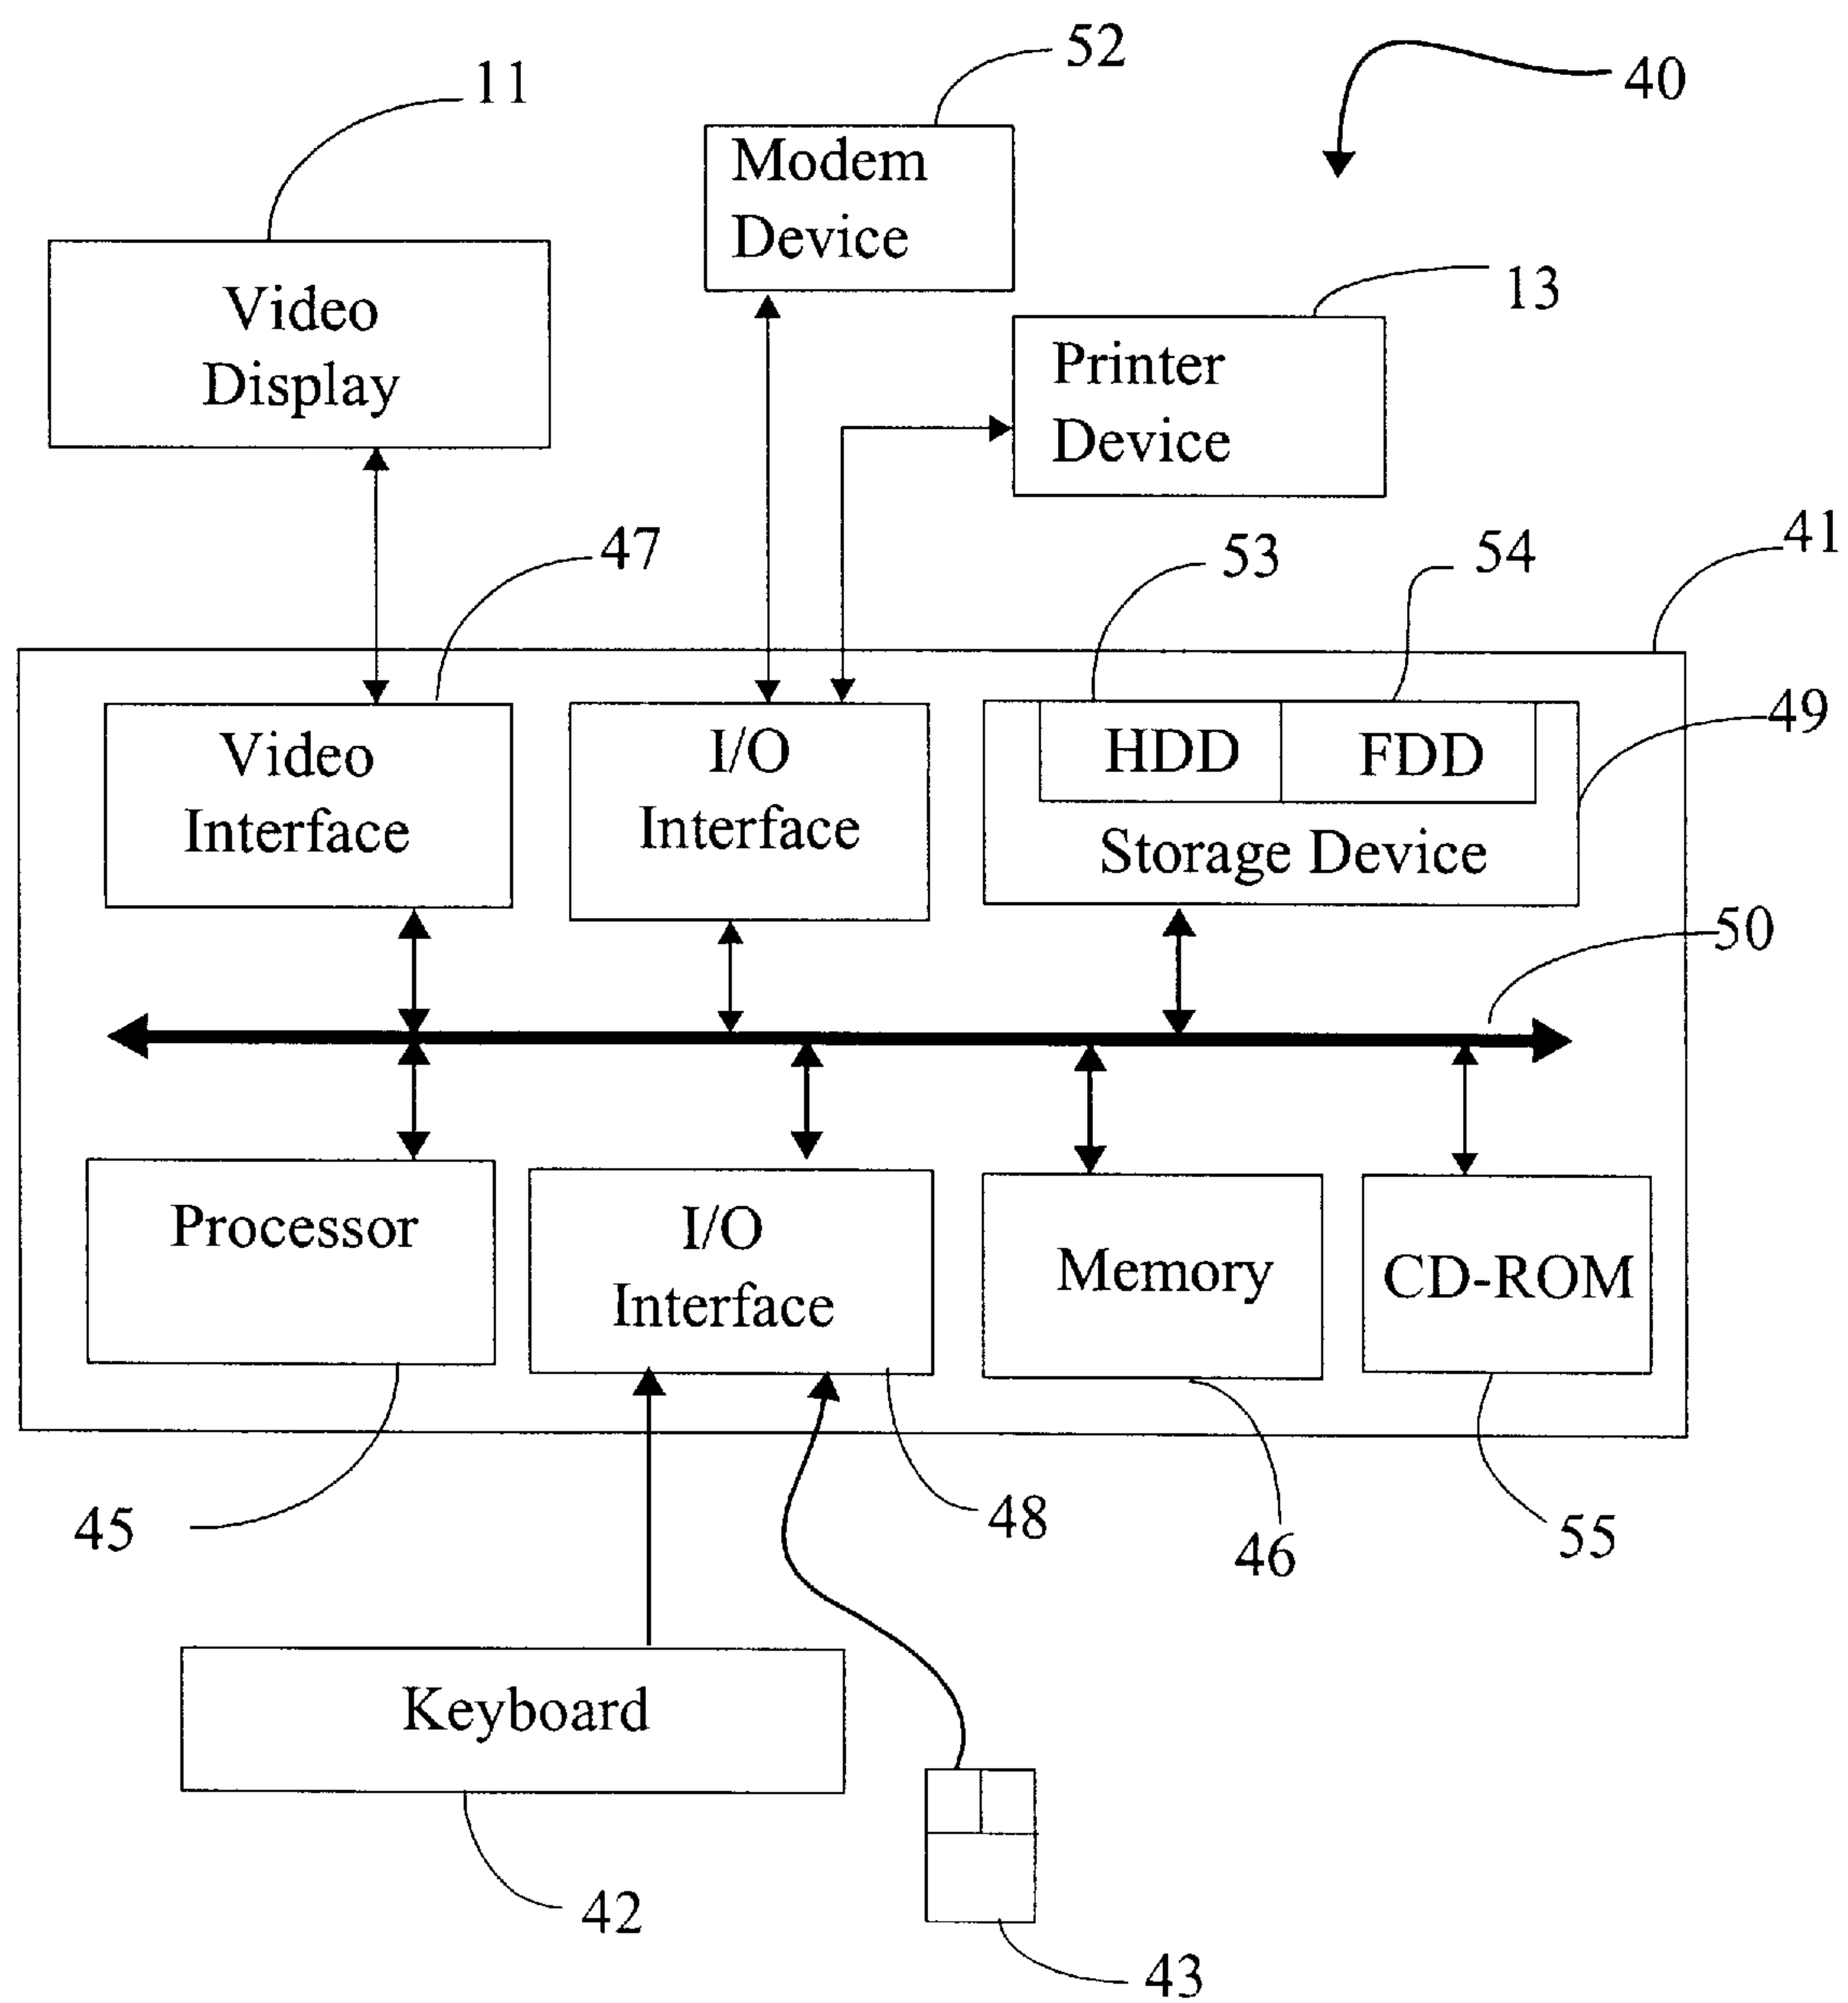 52
40
11
Modem
Device
13
Video
Display
Printer
Device
41
47
53
54
49
Video
Interface
I/O
Interface
HDD
FDD
Storage Device
50
Processor
I/O
Interface
Memory
CD-ROM
45
48
46
55
Keyboard
42
43